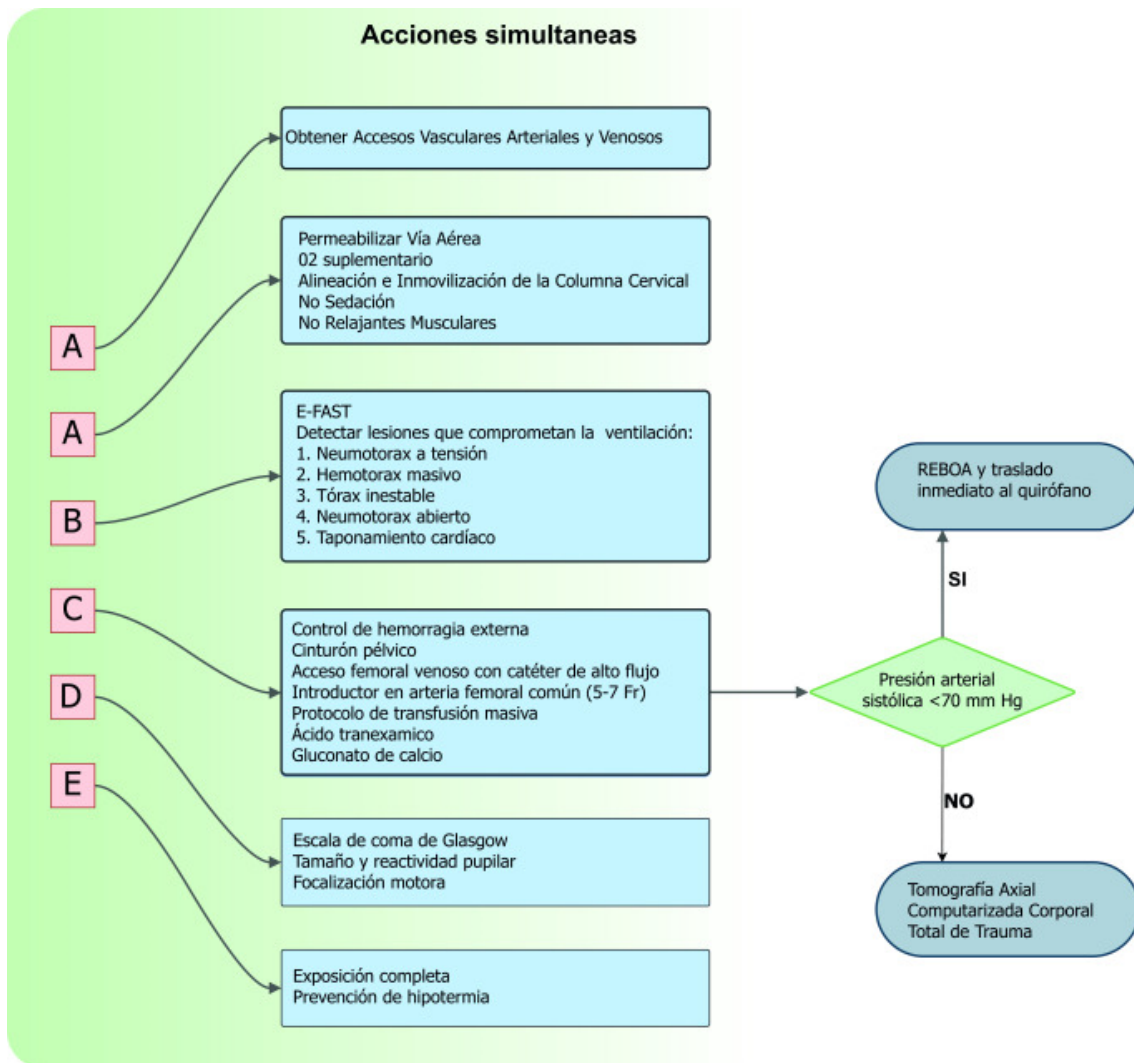 Acciones simultaneas
A
Obtener Accesos Vasculares Arteriales y Venosos
A
Permeabilizar Vía Aérea
02 suplementario
Alineación e Inmovilización de la Columna Cervical
No Sedación
No Relajantes Musculares
B
E-FAST
Detectar lesiones que comprometan la ventilación:
1. Neumotorax a tensión
2. Hemotorax masivo
3. Tórax inestable
4. Neumotorax abierto
5. Taponamiento cardíaco
C
Control de hemorragia externa
Cinturón pélvico
Acceso femoral venoso con catéter de alto flujo
Introductor en arteria femoral común (5-7 Fr)
Protocolo de transfusión masiva
Ácido tranexamico
Gluconato de calcio
D
Escala de coma de Glasgow
Tamaño y reactividad pupilar
Focalización motora
E
Exposición completa
Prevención de hipotermia
Presión arterial
sistólica <70 mm Hg
SI
REBOA y traslado
inmediato al quirófano
NO
Tomografía Axial
Computarizada Corporal
Total de Trauma